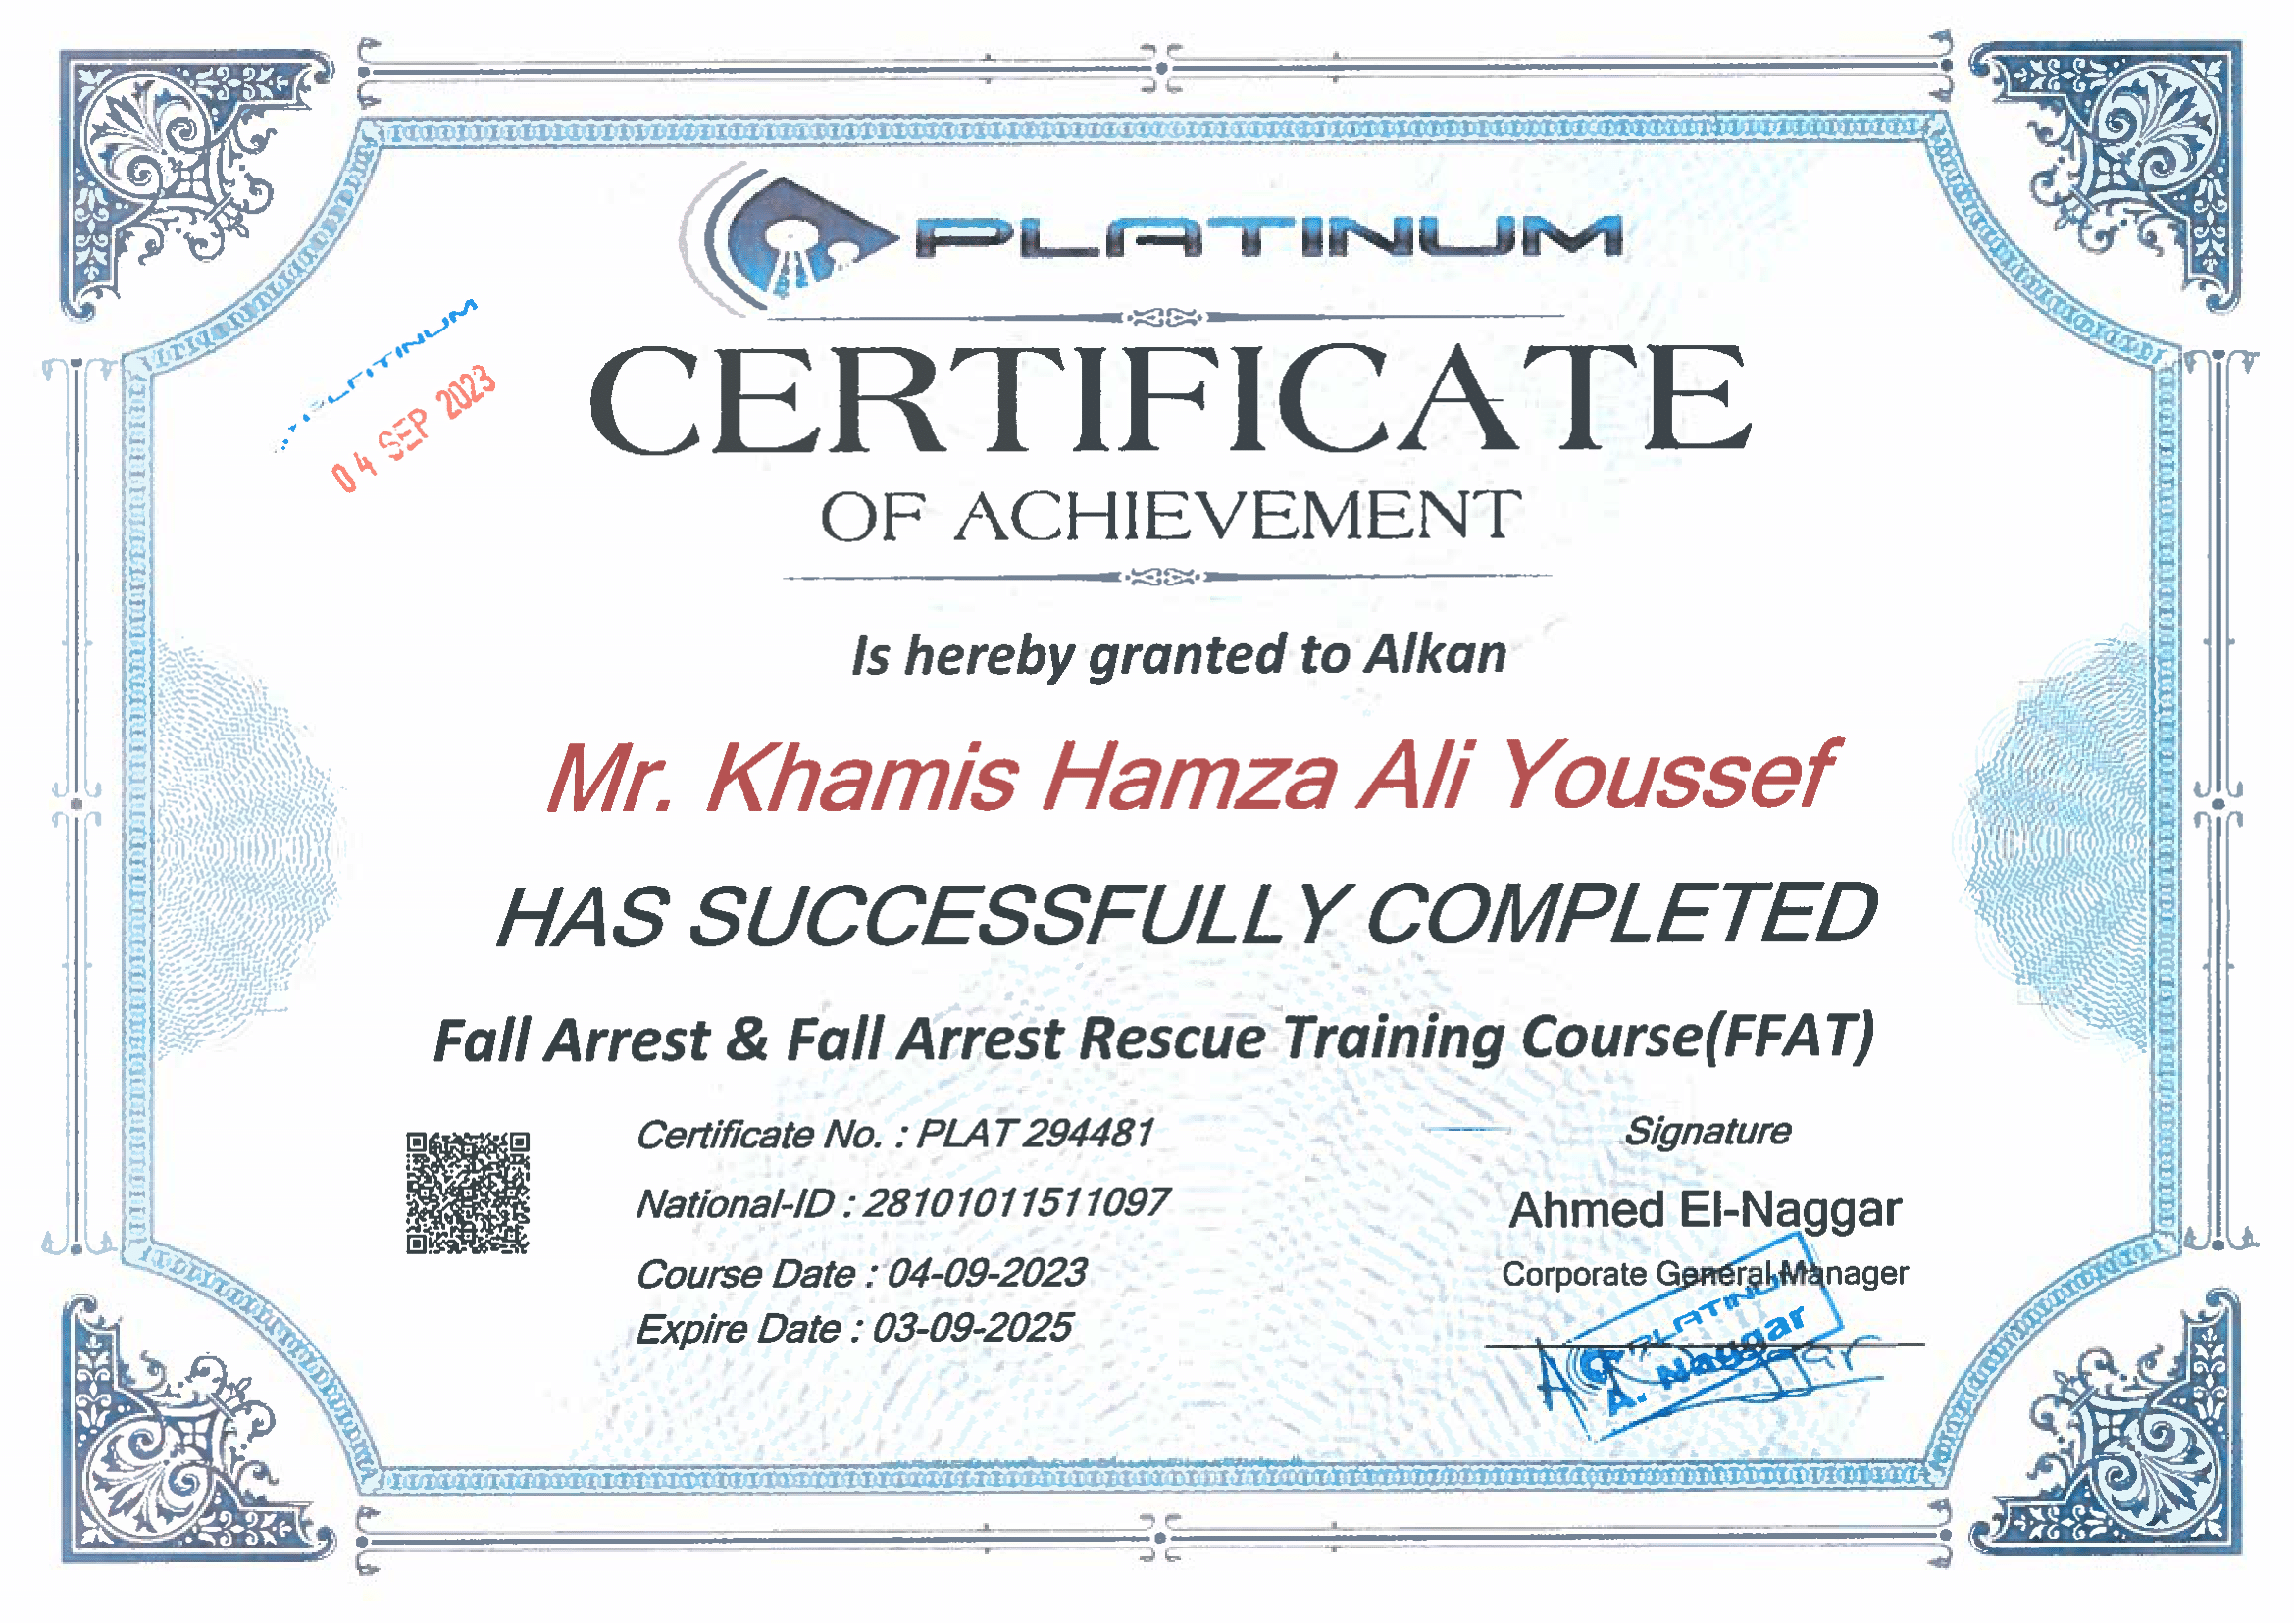 PLATINUM
PLATINUM
04 SEP 2023
CERTIFICATE
OF ACHIEVEMENT
Is hereby granted to Alkan
Mr. Khamis Hamza Ali Youssef
HAS SUCCESSFULLY COMPLETED
Fall Arrest & Fall Arrest Rescue Training Course(FFAT)
Certificate No. : PLAT 294481
National-ID : 28101011511097
Course Date : 04-09-2023
Expire Date : 03-09-2025
Signature
Ahmed El-Naggar
Corporate General Manager
PLATINUM
A. Naggar